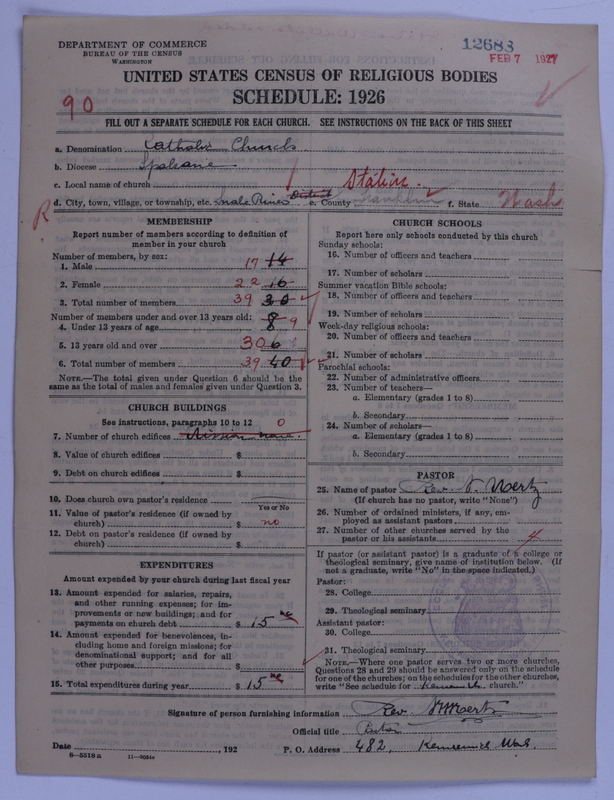 DEPARTMENT OF COMMERCE
BUREAU OF THE CENSUS
WASHINGTON
12683
FEB 7 1927
UNITED STATES CENSUS OF RELIGIOUS BODIES
SCHEDULE: 1926
90
FILL OUT A SEPARATE SCHEDULE FOR EACH CHURCH. SEE INSTRUCTIONS ON THE BACK OF THIS SHEET
a. Denomination Catholic Church
b. Diocese Spokane
c. Local name of church Station
d. City, town, village, or township, etc. Snake River District e. County Franklin f. State Wash
R
MEMBERSHIP
Report number of members according to definition of
member in your church
Number of members, by sex:
1. Male 17 14
2. Female 22 16
3. Total number of members 39 30
Number of members under and over 13 years old: 8
4. Under 13 years of age 8 9
5. 13 years old and over 30 6
6. Total number of members 39 40
NOTE.—The total given under Question 6 should be the
same as the total of males and females given under Question 3.
CHURCH BUILDINGS
See instructions, paragraphs 10 to 12 0
7. Number of church edifices
8. Value of church edifices $
9. Debt on church edifices $
10. Does church own pastor's residence
Yes or No
11. Value of pastor's residence (if owned by
church) $ no
12. Debt on pastor's residence (if owned by
church) $
EXPENDITURES
Amount expended by your church during last fiscal year
13. Amount expended for salaries, repairs,
and other running expenses; for im-
provements or new buildings; and for
payments on church debt $ 15
14. Amount expended for benevolences, in-
cluding home and foreign missions; for
denominational support; and for all
other purposes $
15. Total expenditures during year $ 15
CHURCH SCHOOLS
Report here only schools conducted by this church
Sunday schools:
16. Number of officers and teachers
17. Number of scholars
Summer vacation Bible schools:
18. Number of officers and teachers
19. Number of scholars
Week-day religious schools:
20. Number of officers and teachers
21. Number of scholars
Parochial schools:
22. Number of administrative officers
23. Number of teachers—
a. Elementary (grades 1 to 8)
b. Secondary
24. Number of scholars—
a. Elementary (grades 1 to 8)
b. Secondary
PASTOR
25. Name of pastor Rev.
(If church has no pastor, write "None")
26. Number of ordained ministers, if any, em-
ployed as assistant pastors
27. Number of other churches served by the
pastor or his assistants 4
If pastor (or assistant pastor) is a graduate of a college or
theological seminary, give name of institution below. (If
not a graduate, write "No" in the space indicated.)
Pastor:
28. College
29. Theological seminary
Assistant pastor:
30. College
31. Theological seminary
NOTE.—Where one pastor serves two or more churches,
Questions 28 and 29 should be answered only on the schedule
for one of the churches; on the schedules for the other churches,
write "See schedule for Kennewick church."
Signature of person furnishing information Rev.
Official title
Date , 192 P. O. Address 482, Kennewick Wash.
8—5518 a 11—9554c